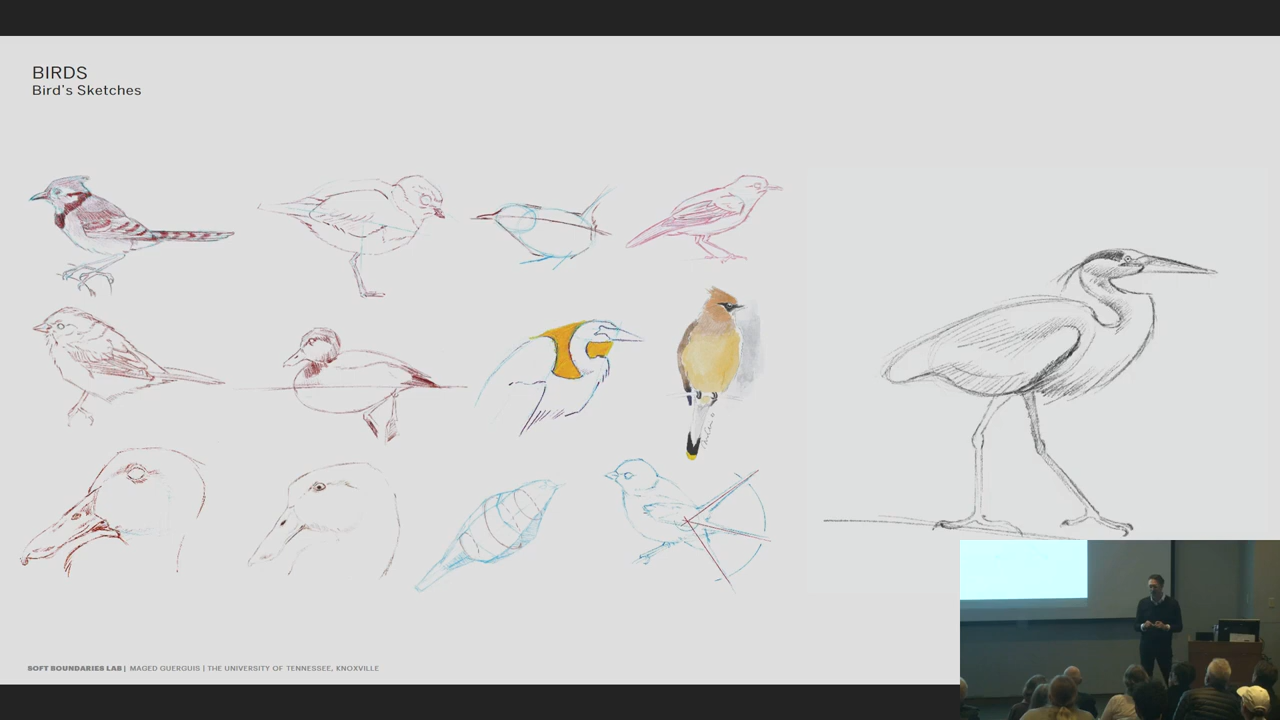 BIRDS
Bird's Sketches
SOFT BOUNDARIES LAB | MAGED GUERGUIS | THE UNIVERSITY OF TENNESSEE, KNOXVILLE